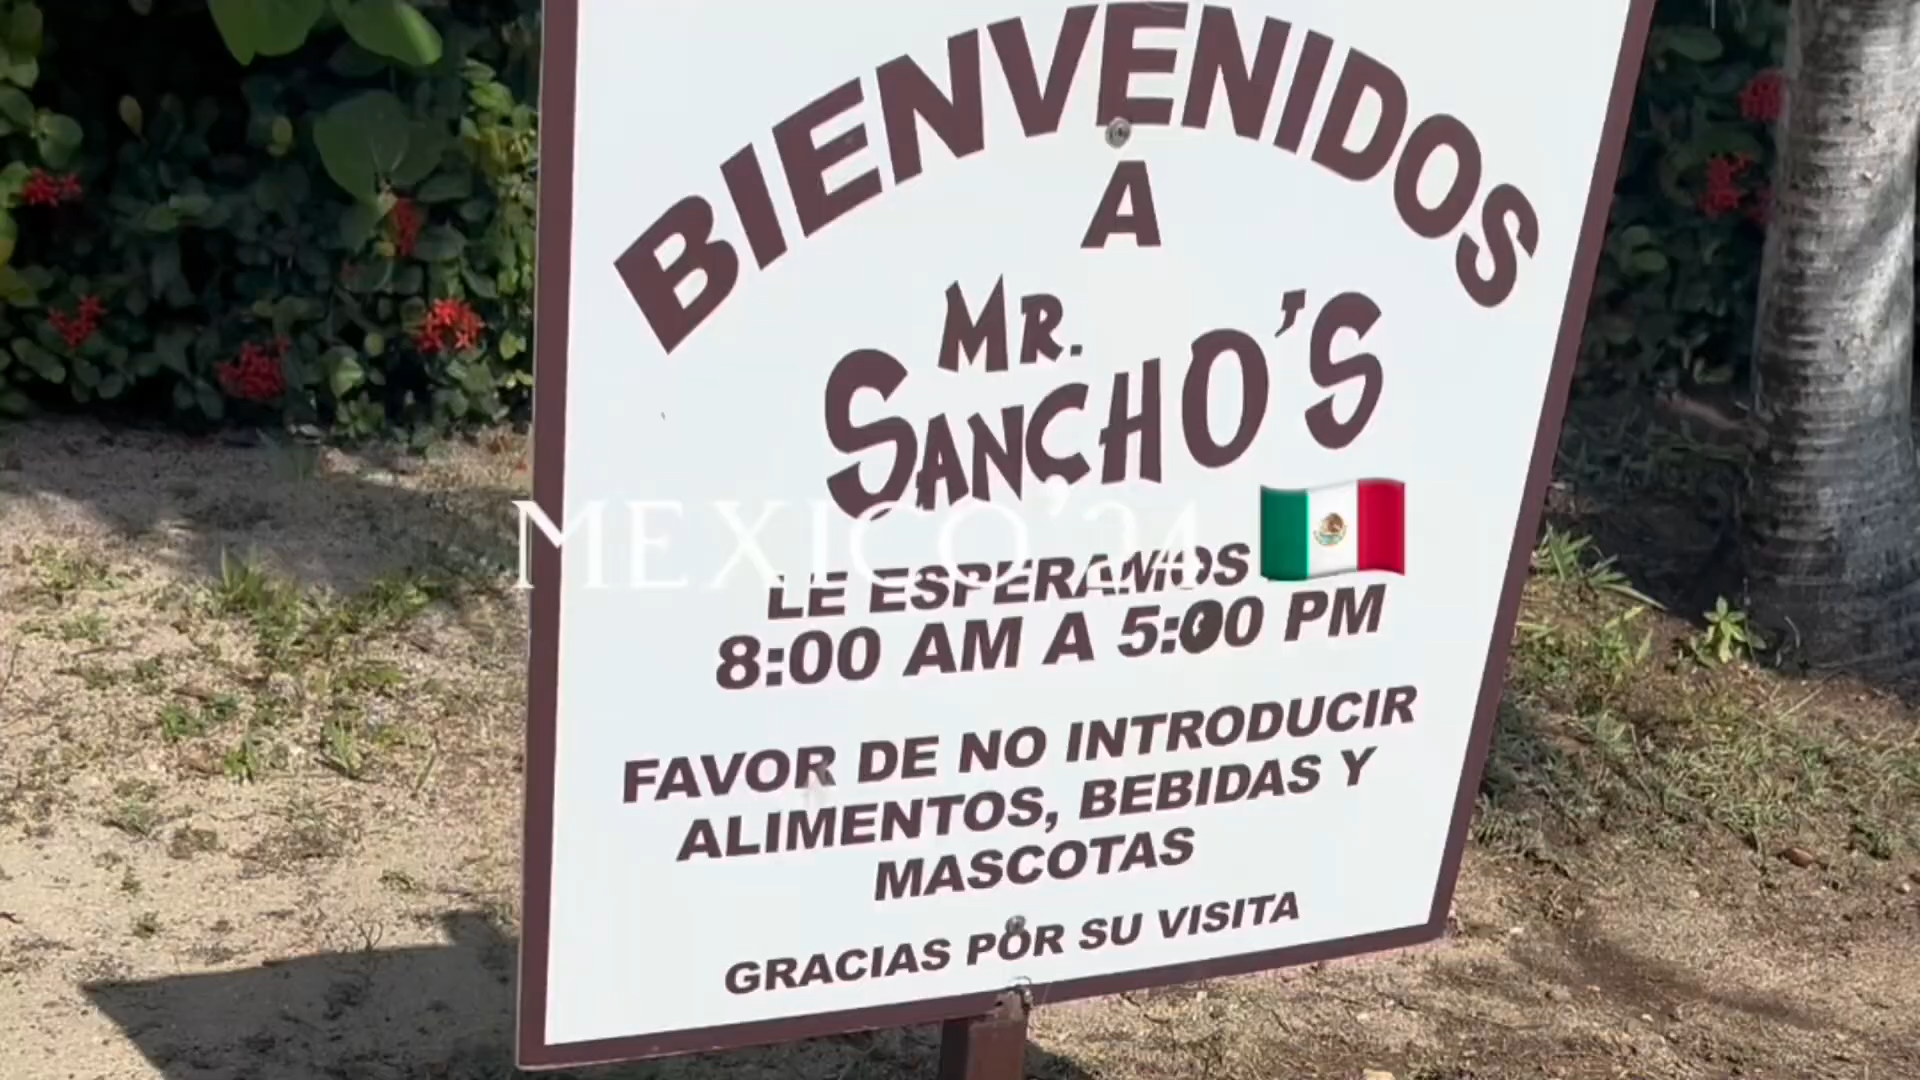 BIENVENIDOS
A
MR.
SANCHO'S
MEXICO'24 🇲🇽
LE ESPERAMOS
8:00 AM A 5:00 PM
FAVOR DE NO INTRODUCIR
ALIMENTOS, BEBIDAS Y
MASCOTAS
GRACIAS POR SU VISITA